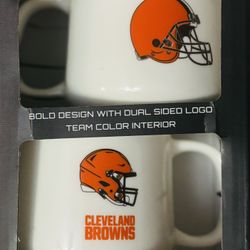 BOLD DESIGN WITH DUAL SIDED LOGO
TEAM COLOR INTERIOR
CLEVELAND
BROWNS